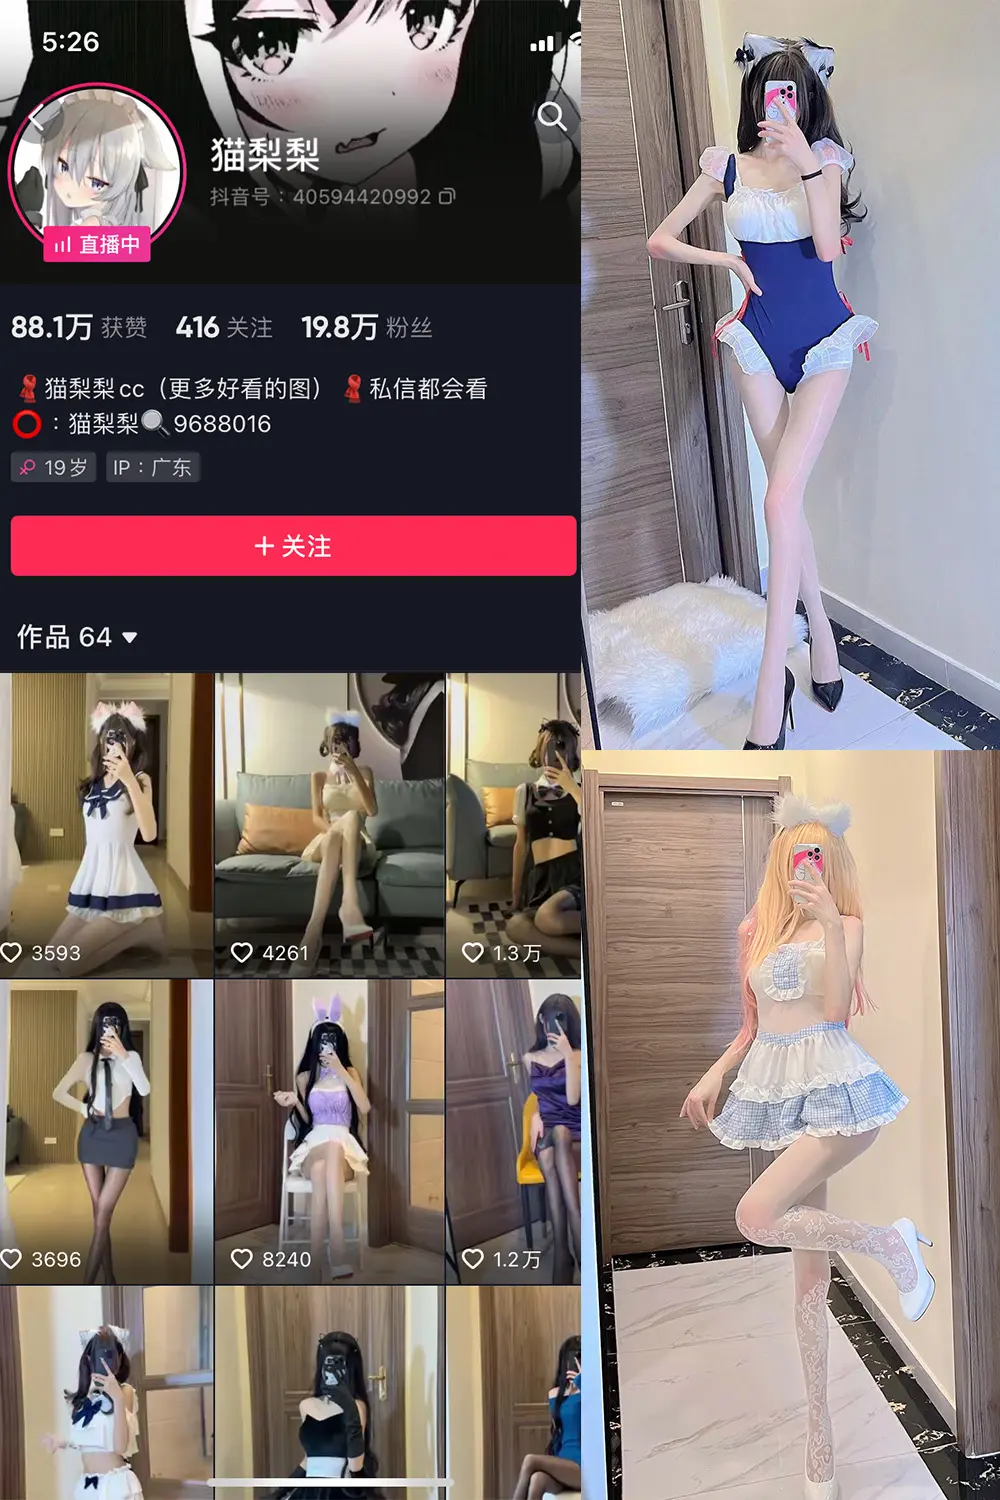 5:26
猫梨梨
抖音号：40594420992
直播中
88.1万 获赞 416 关注 19.8万 粉丝
猫梨梨cc（更多好看的图） 私信都会看
：猫梨梨🔍9688016
19岁 IP：广东
+ 关注
作品 64
3593
4261
1.3万
3696
8240
1.2万